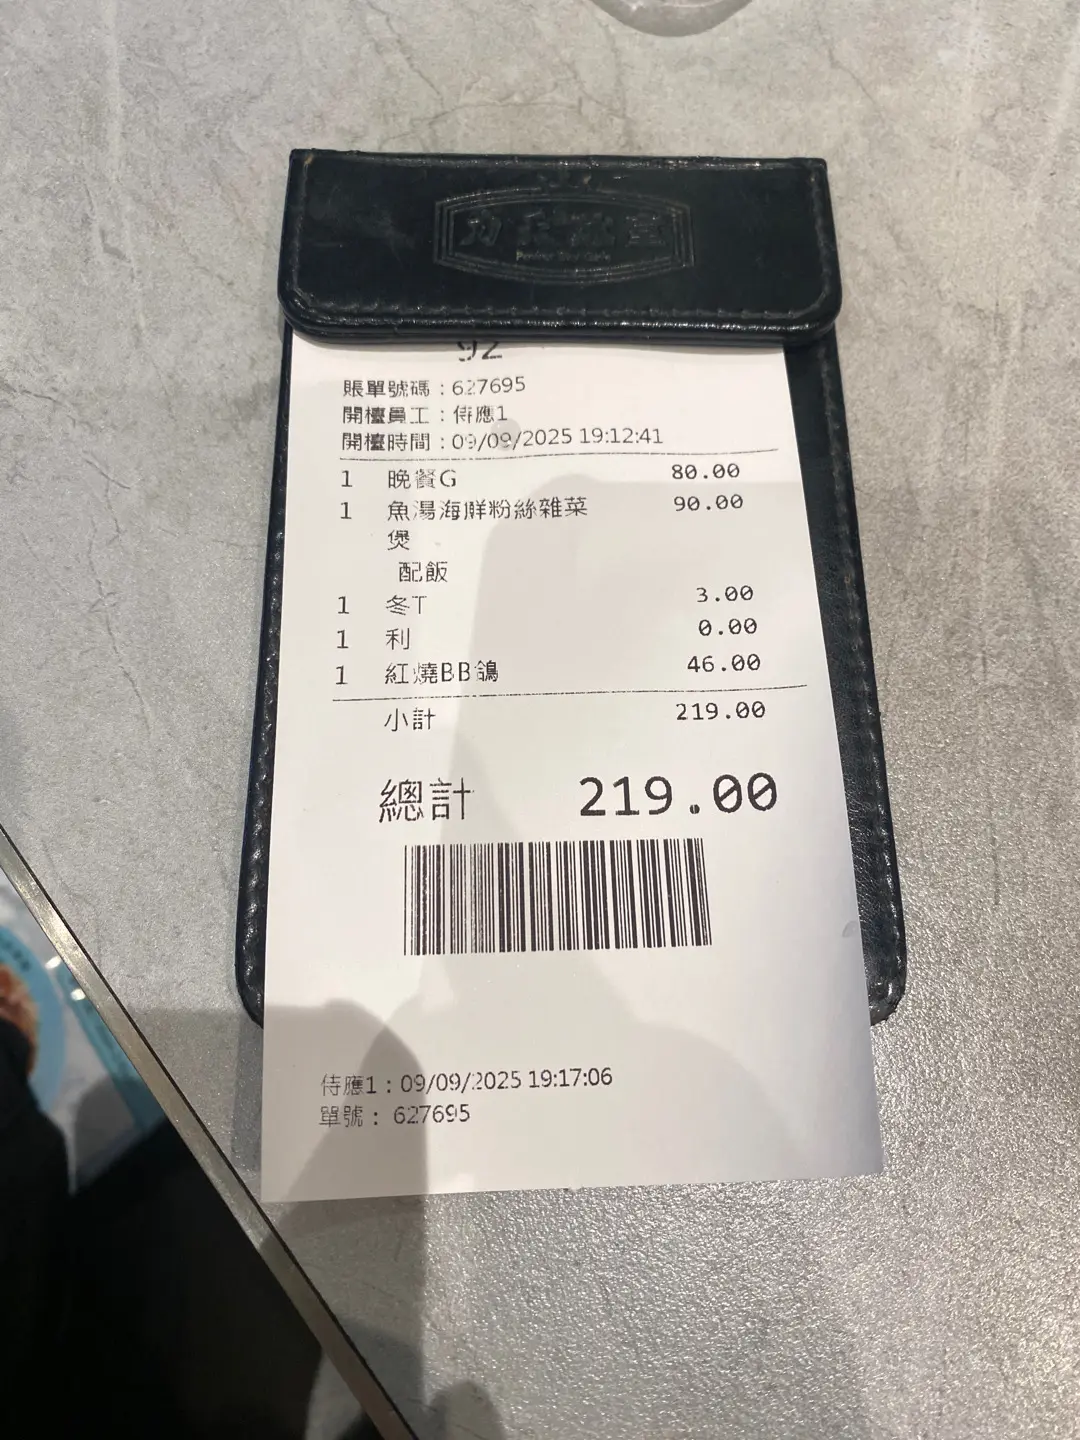 92
賬單號碼：627695
開檯員工：侍應1
開檯時間：09/09/2025 19:12:41
1 晚餐G 80.00
1 魚湯海鮮粉絲雜菜 90.00
煲
配飯
1 冬T 3.00
1 利 0.00
1 紅燒BB鴿 46.00
小計 219.00
總計 219.00
侍應1：09/09/2025 19:17:06
單號： 627695